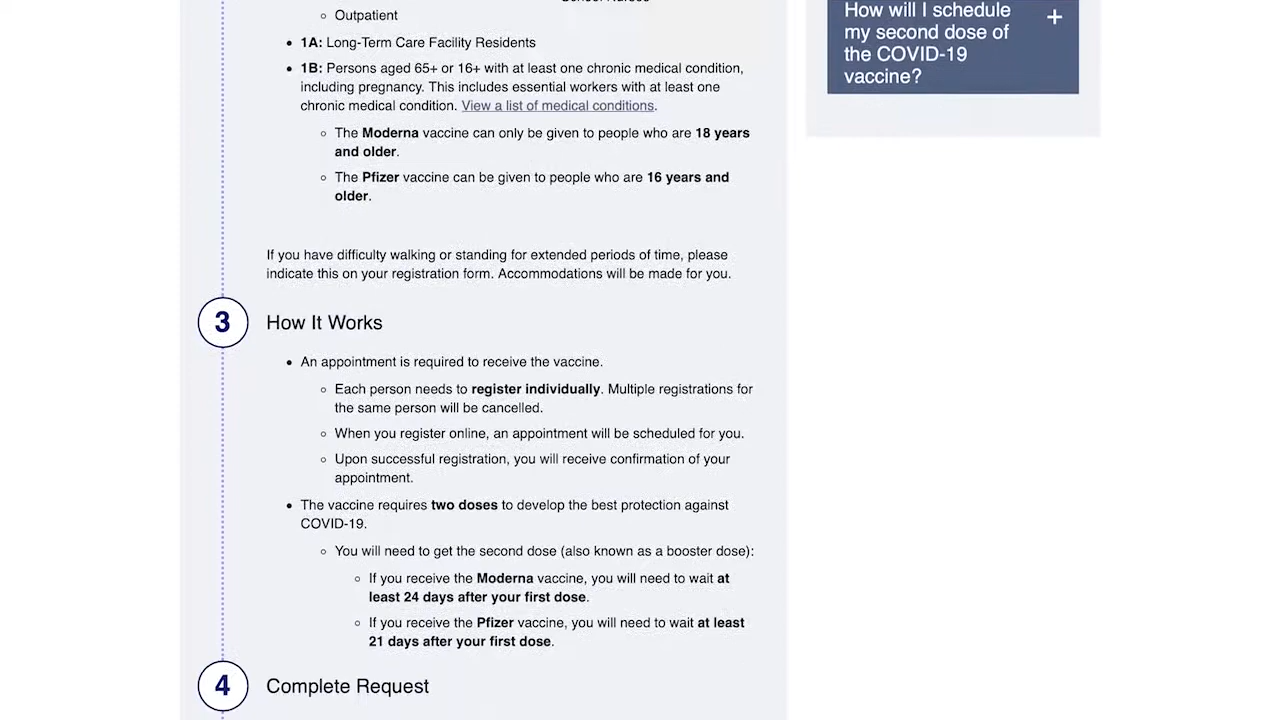 Outpatient
1A: Long-Term Care Facility Residents
1B: Persons aged 65+ or 16+ with at least one chronic medical condition,
including pregnancy. This includes essential workers with at least one
chronic medical condition. View a list of medical conditions.
The Moderna vaccine can only be given to people who are 18 years
and older.
The Pfizer vaccine can be given to people who are 16 years and
older.
If you have difficulty walking or standing for extended periods of time, please
indicate this on your registration form. Accommodations will be made for you.
3 How It Works
An appointment is required to receive the vaccine.
Each person needs to register individually. Multiple registrations for
the same person will be cancelled.
When you register online, an appointment will be scheduled for you.
Upon successful registration, you will receive confirmation of your
appointment.
The vaccine requires two doses to develop the best protection against
COVID-19.
You will need to get the second dose (also known as a booster dose):
If you receive the Moderna vaccine, you will need to wait at
least 24 days after your first dose.
If you receive the Pfizer vaccine, you will need to wait at least
21 days after your first dose.
4 Complete Request
How will I schedule
my second dose of
the COVID-19
vaccine?
+